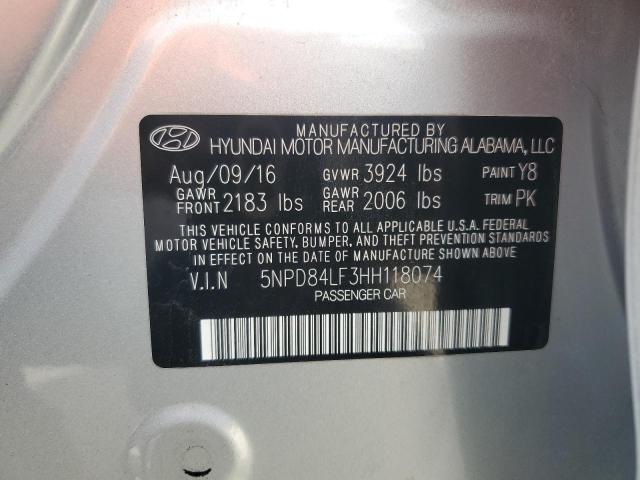 MANUFACTURED BY
HYUNDAI MOTOR MANUFACTURING ALABAMA, LLC
Aug/09/16 GVWR 3924 lbs PAINT Y8
GAWR FRONT 2183 lbs GAWR REAR 2006 lbs TRIM PK
THIS VEHICLE CONFORMS TO ALL APPLICABLE U.S.A. FEDERAL
MOTOR VEHICLE SAFETY, BUMPER, AND THEFT PREVENTION STANDARDS
IN EFFECT ON THE DATE OF MANUFACTURE SHOWN ABOVE
V.I.N 5NPD84LF3HH118074
PASSENGER CAR